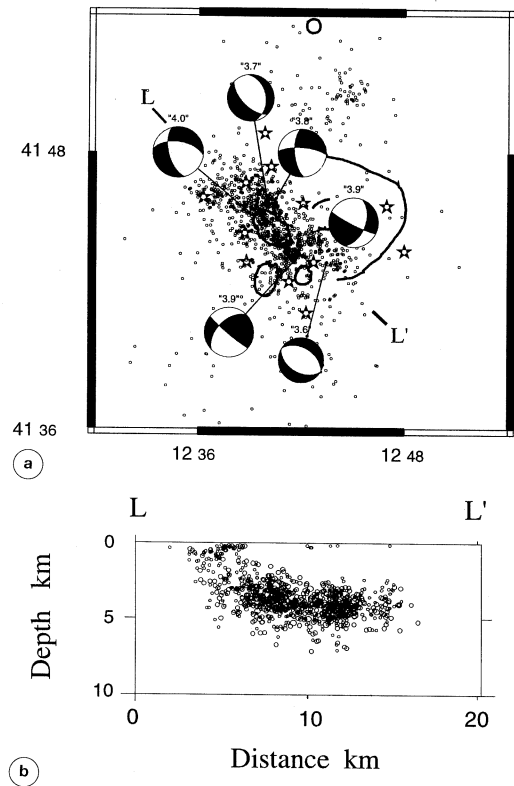 "3.7"
L
"4.0"
"3.8"
41 48
"3.9"
"3.9"
"3.6"
L'
41 36
a
12 36
12 48
L
L'
0
5
10
Depth km
0
10
20
Distance km
b